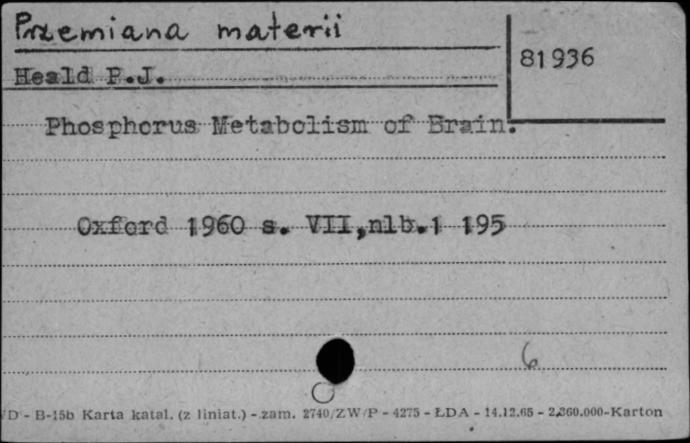 Przemiana materii
81936
Heald P.J.
Phosphorus Metabolism of Brain.
Oxford 1960 s. VII,nlb.1 195
6
D - B-15b Karta katal. (z liniat.) - zam. 2740/ZW/P - 4275 - ŁDA - 14.12.65 - 2.360.000-Karton